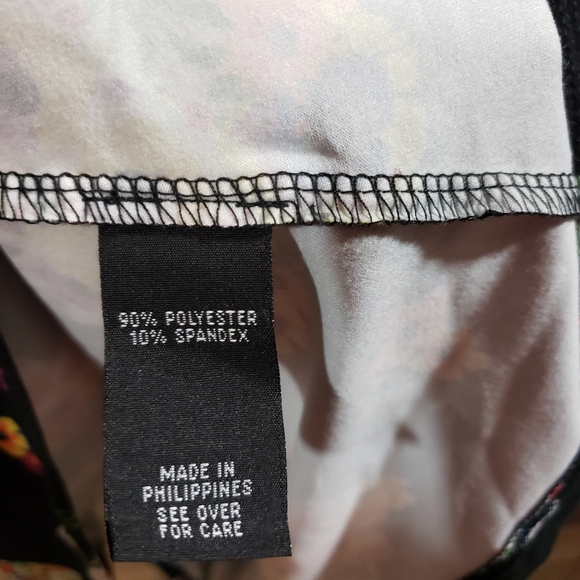 90% POLYESTER
10% SPANDEX
MADE IN
PHILIPPINES
SEE OVER
FOR CARE